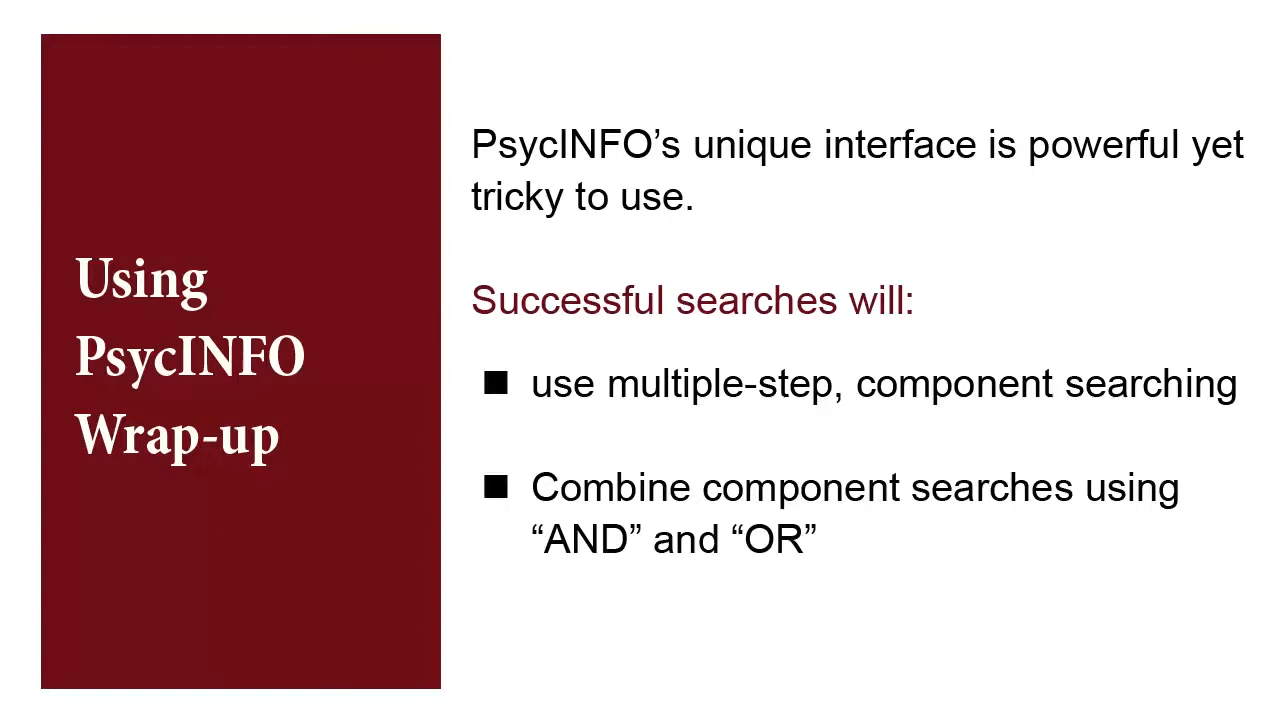 Using
PsycINFO
Wrap-up
PsycINFO’s unique interface is powerful yet
tricky to use.
Successful searches will:
■ use multiple-step, component searching
■ Combine component searches using
“AND” and “OR”